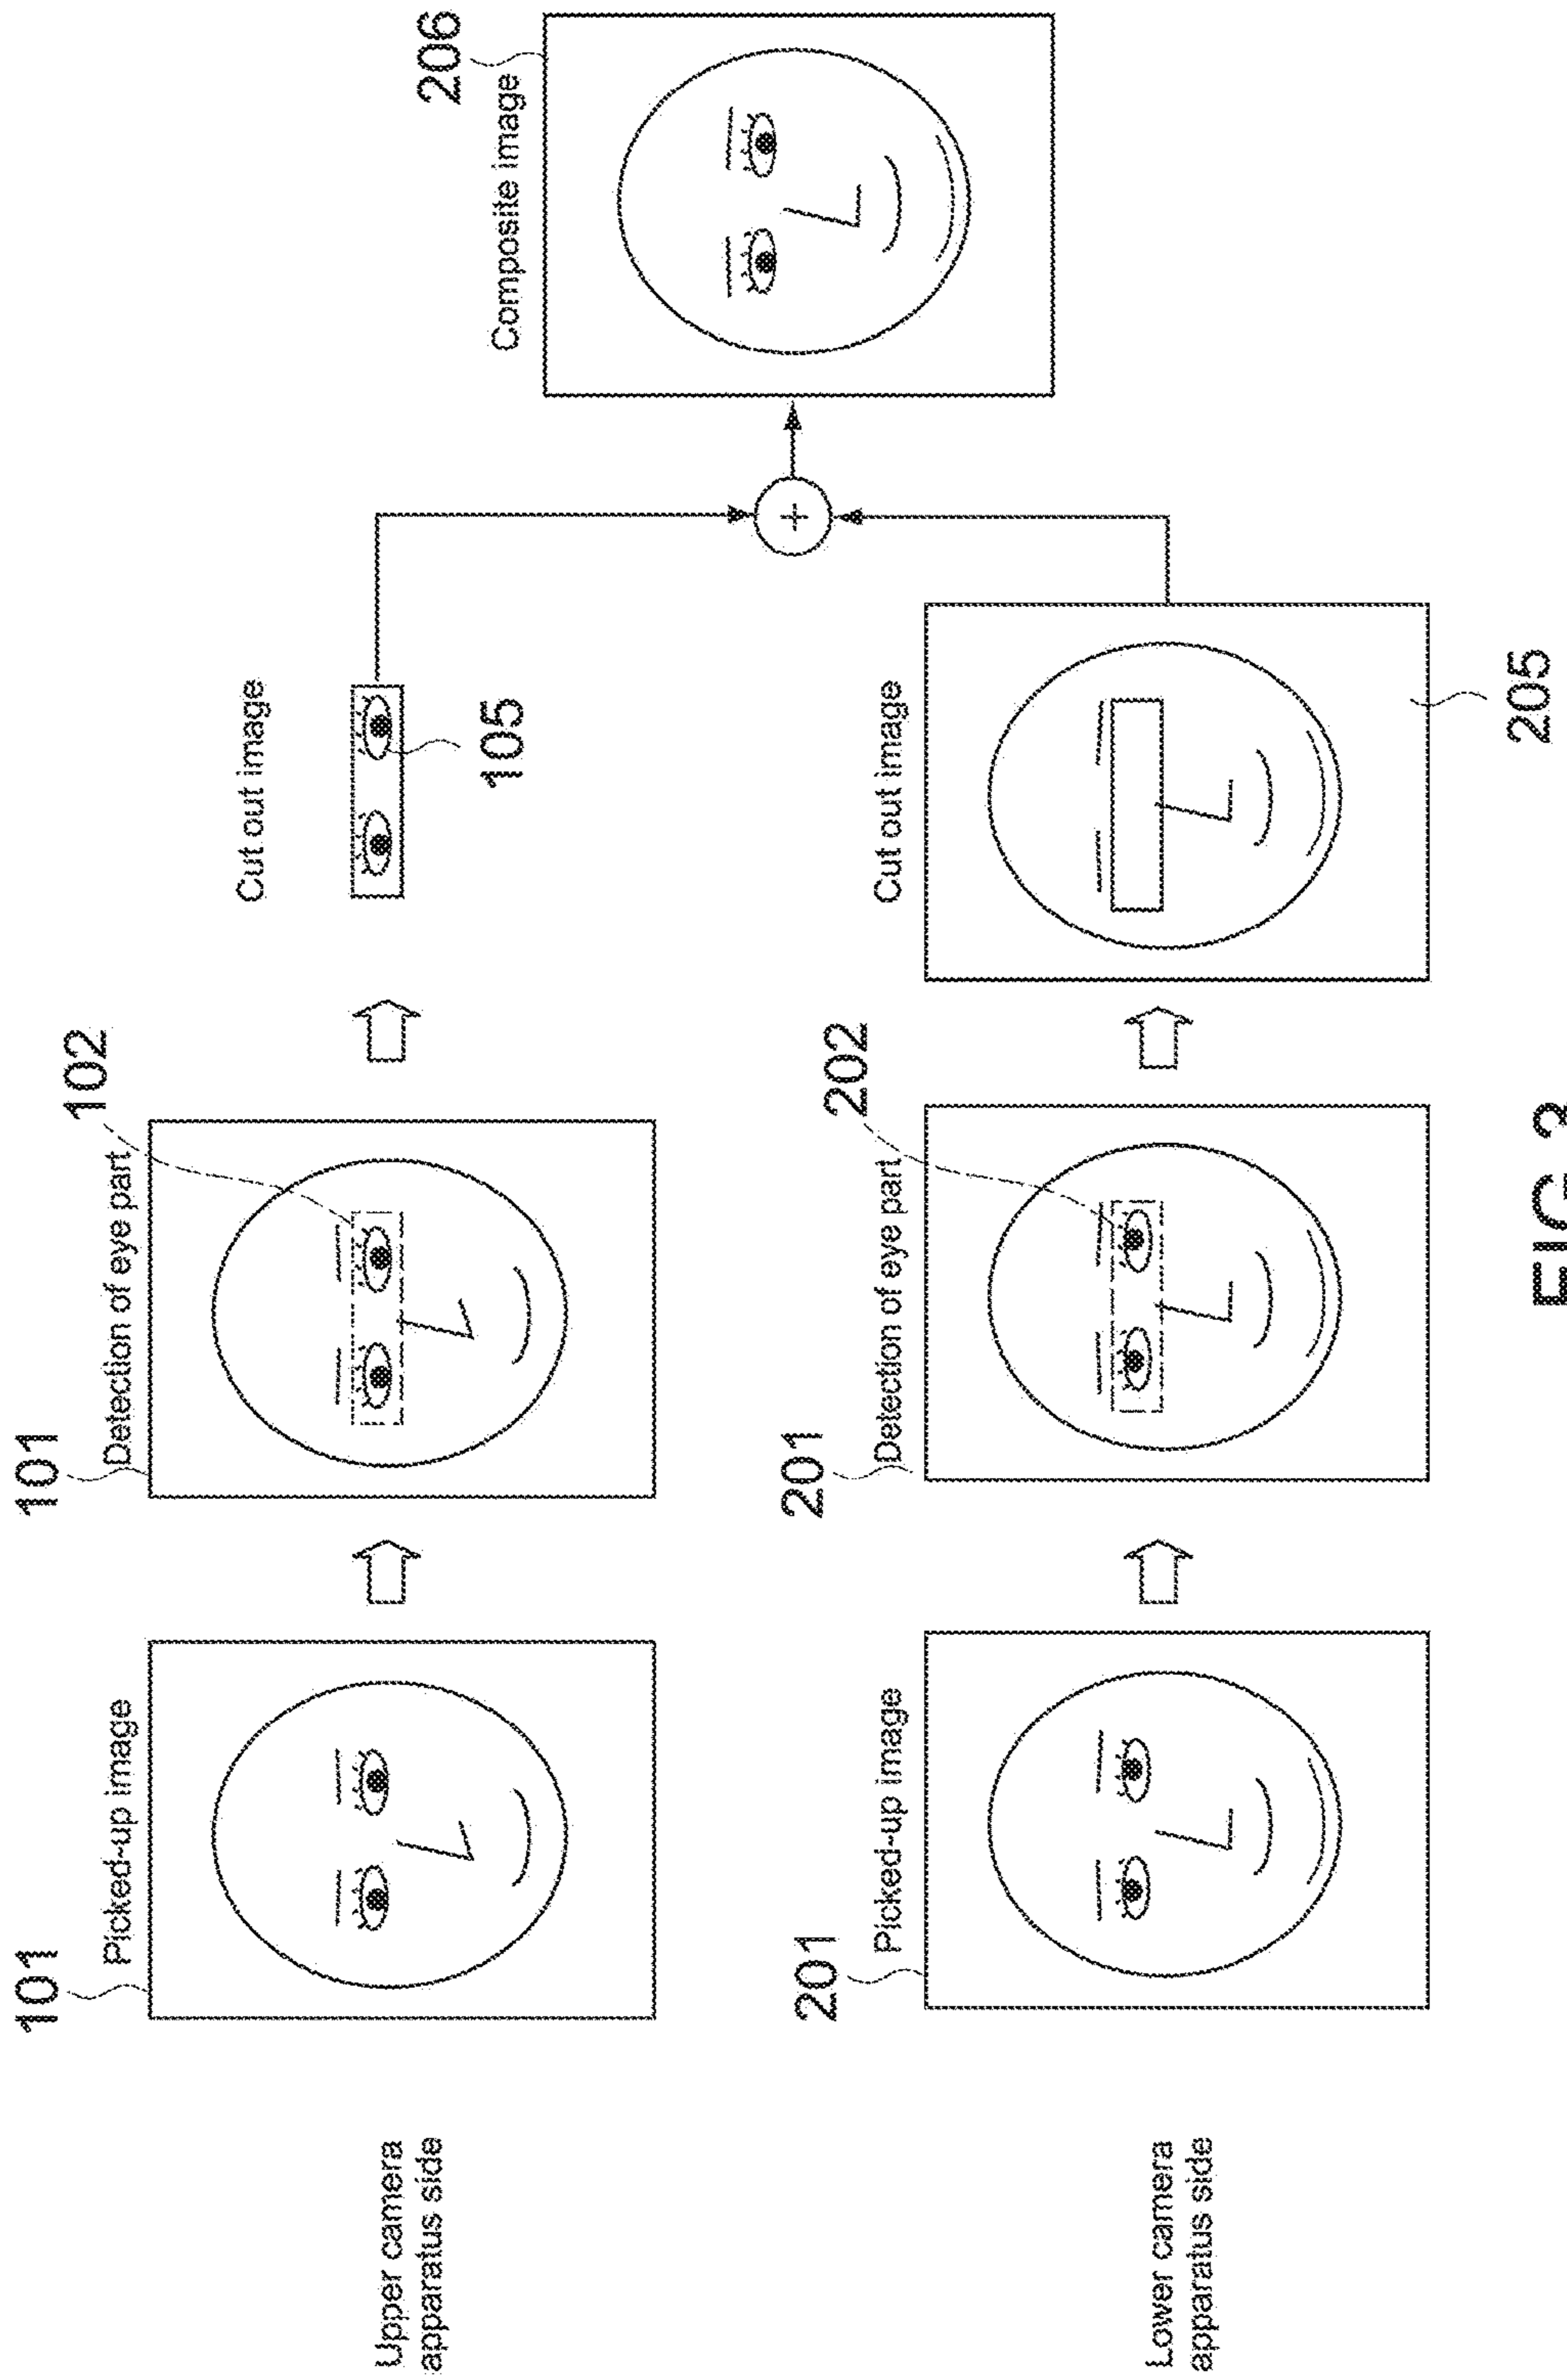 101
Picked-up image
101
Detection of eye part
102
Cut out image
105
Upper camera
apparatus side
206
Composite image
+
201
Picked-up image
201
Detection of eye part
202
Cut out image
205
Lower camera
apparatus side
FIG